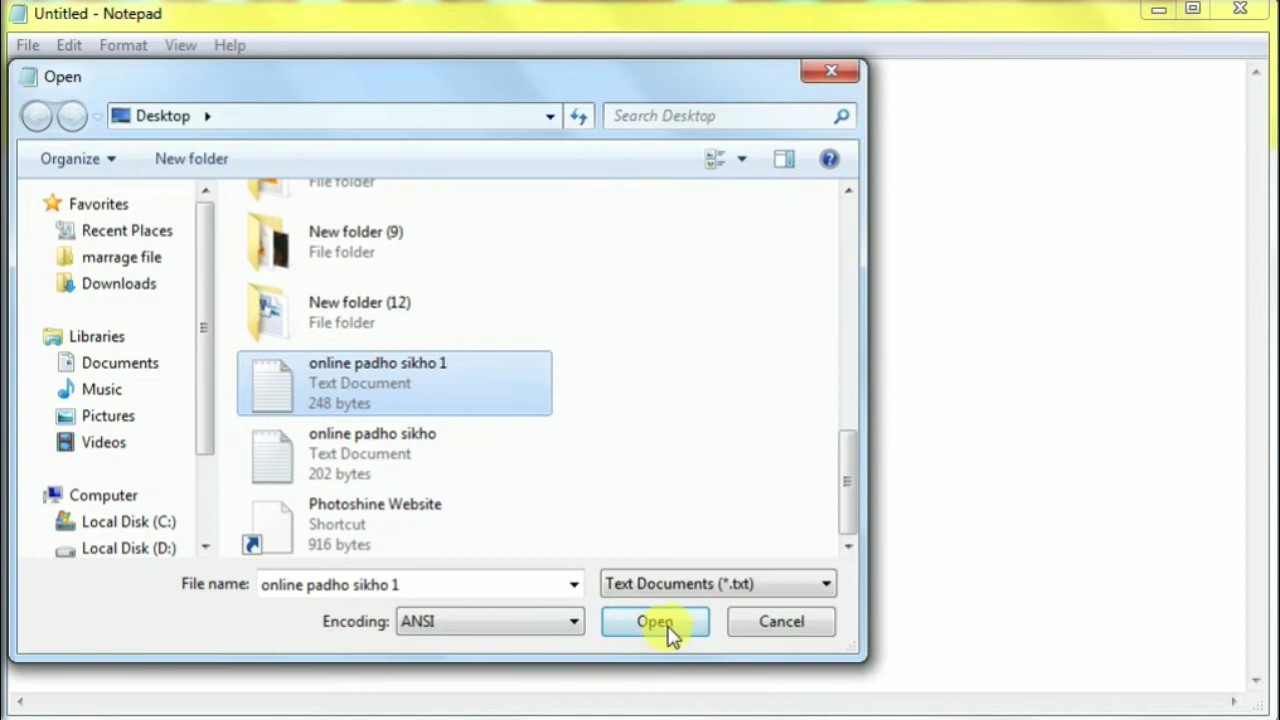 Untitled - Notepad
File Edit Format View Help
Open
Desktop
Search Desktop
Organize New folder
Favorites
Recent Places
marrage file
Downloads
Libraries
Documents
Music
Pictures
Videos
Computer
Local Disk (C:)
Local Disk (D:)
File folder
New folder (9)
File folder
New folder (12)
File folder
online padho sikho 1
Text Document
248 bytes
online padho sikho
Text Document
202 bytes
Photoshine Website
Shortcut
916 bytes
File name: online padho sikho 1 Text Documents (*.txt)
Encoding: ANSI Open Cancel